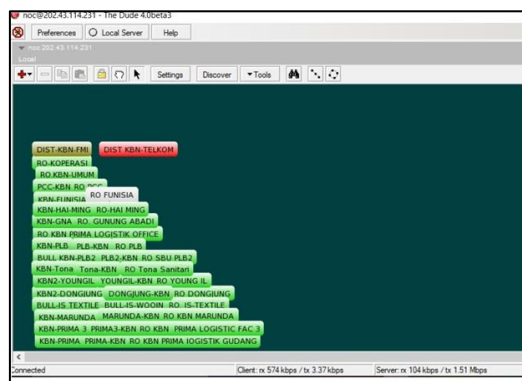 noc@202.43.114.231 - The Dude 4.0beta3
Preferences Local Server Help
noc:202.43.114.231
Local
Settings Discover Tools
DIST-KBN-FMI DIST KBN-TELKOM
RO-KOPERASI
RO KBN-UMUM
PCC-KBN RO PCC
KBN-FUNISIA RO FUNISIA
KBN-HAI-MING RO-HAI MING
KBN-GNA RO. GUNUNG ABADI
RO KBN PRIMA LOGISTIK OFFICE
KBN-PLB PLB-KBN RO PLB
BULL KBN-PLB2 PLB2-KBN RO SBU PLB2
KBN-Tona Tona-KBN RO Tona Sanitari
KBN2-YOUNGIL YOUNGIL-KBN RO YOUNG IL
KBN2-DONGJUNG DONGJUNG-KBN RO DONGJUNG
BULL-IS TEXTILE BULL-IS-WOOIN RO. IS-TEXTILE
KBN-MARUNDA MARUNDA-KBN RO KBN MARUNDA
KBN-PRIMA 3 PRIMA3-KBN RO KBN PRIMA LOGISTIC FAC 3
KBN-PRIMA PRIMA-KBN RO KBN PRIMA lOGISTIK GUDANG
Connected Client: rx 574 kbps / tx 3.37 kbps Server: rx 104 kbps / tx 1.51 Mbps